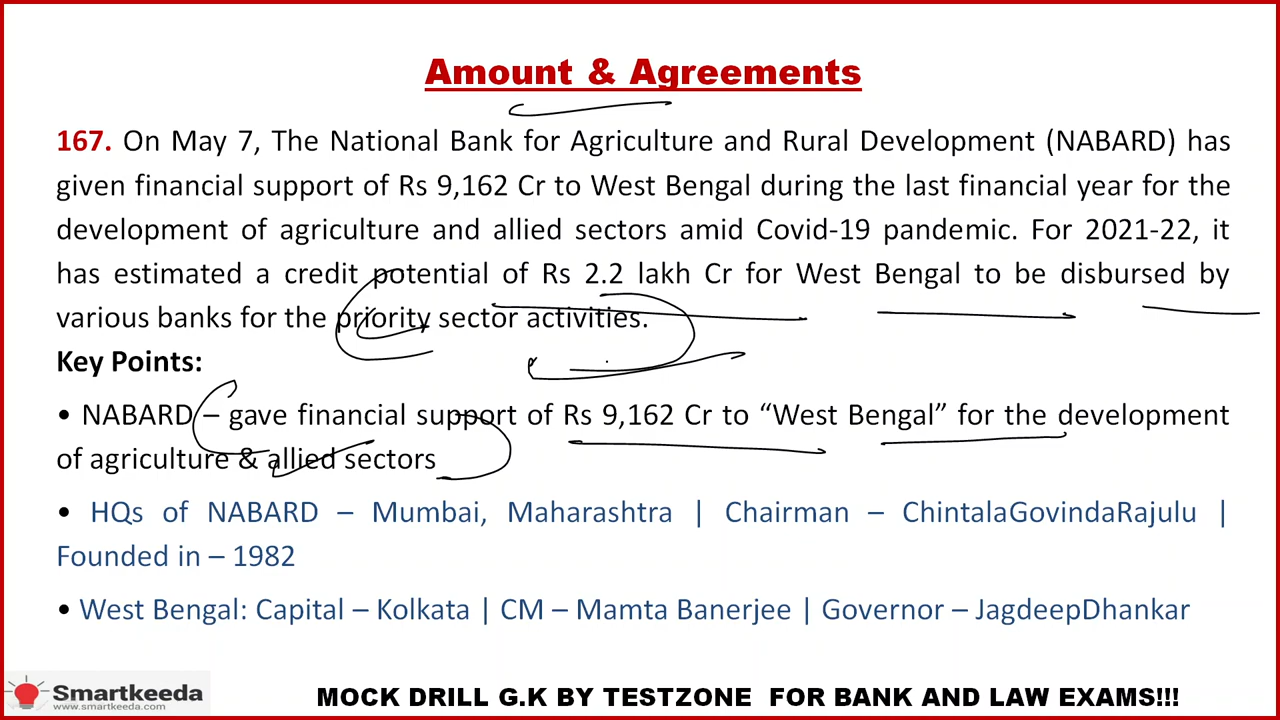 Amount & Agreements
167. On May 7, The National Bank for Agriculture and Rural Development (NABARD) has
given financial support of Rs 9,162 Cr to West Bengal during the last financial year for the
development of agriculture and allied sectors amid Covid-19 pandemic. For 2021-22, it
has estimated a credit potential of Rs 2.2 lakh Cr for West Bengal to be disbursed by
various banks for the priority sector activities.
Key Points:
• NABARD – gave financial support of Rs 9,162 Cr to “West Bengal” for the development
of agriculture & allied sectors
• HQs of NABARD – Mumbai, Maharashtra | Chairman – ChintalaGovindaRajulu |
Founded in – 1982
• West Bengal: Capital – Kolkata | CM – Mamta Banerjee | Governor – JagdeepDhankar
Smartkeeda
www.smartkeeda.com
MOCK DRILL G.K BY TESTZONE FOR BANK AND LAW EXAMS!!!